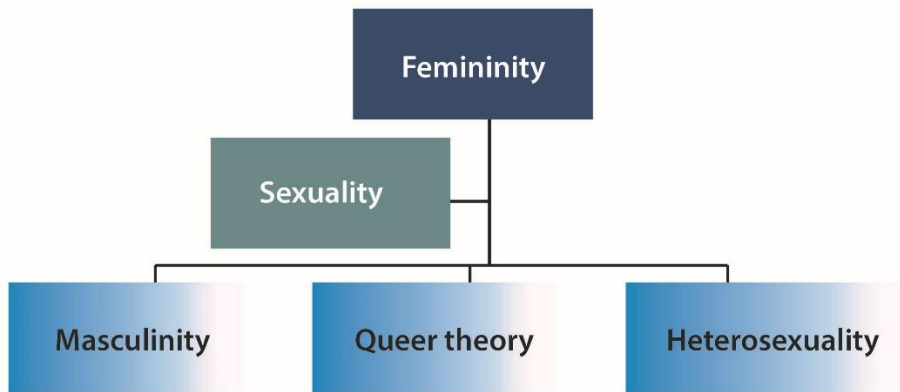 Femininity
Sexuality
Masculinity
Queer theory
Heterosexuality